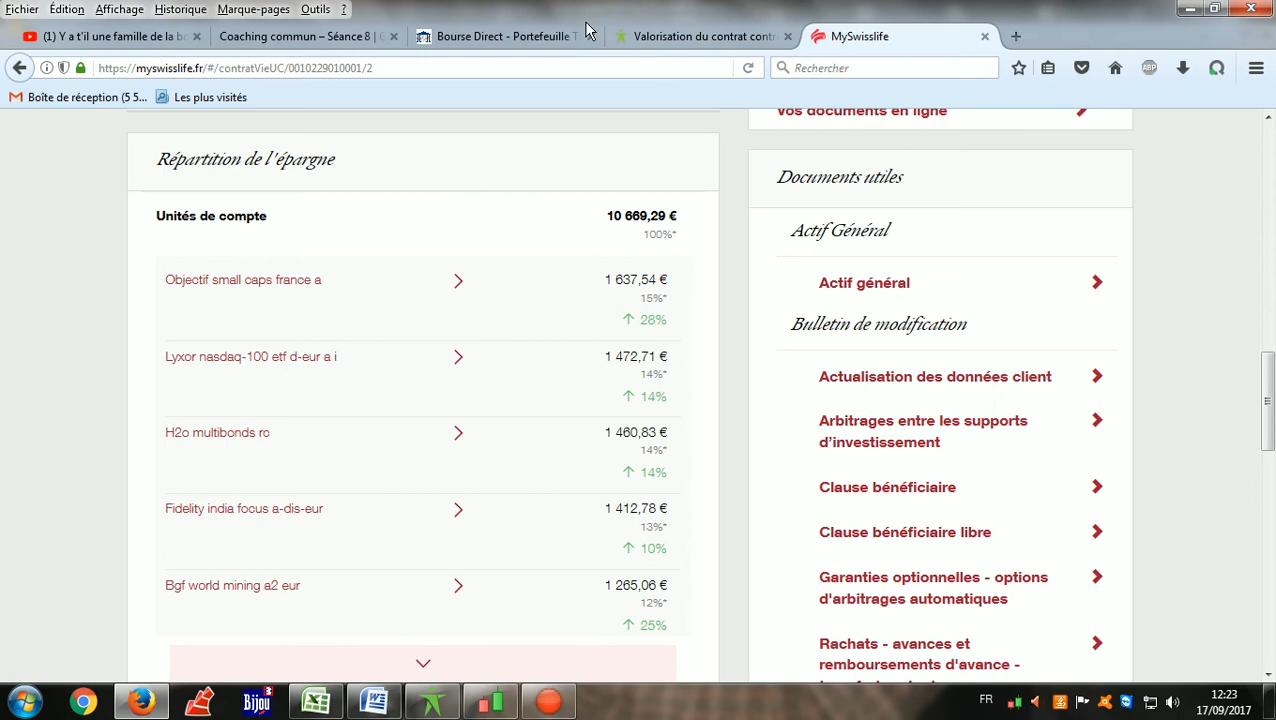 Fichier Édition Affichage Historique Marque-pages Outils ?
(1) Y a t'il une famille de la bo
Coaching commun – Séance 8 |
Bourse Direct - Portefeuille T
Valorisation du contrat contr
MySwisslife
https://myswisslife.fr/#/contratVieUC/0010229010001/2
Rechercher
ABP
Boîte de réception (5 5...
Les plus visités
Répartition de l'épargne
Unités de compte 10 669,29 €
100%*
Objectif small caps france a 1 637,54 €
15%*
28%
Lyxor nasdaq-100 etf d-eur a i 1 472,71 €
14%*
14%
H2o multibonds rc 1 460,83 €
14%*
14%
Fidelity india focus a-dis-eur 1 412,78 €
13%*
10%
Bgf world mining a2 eur 1 265,06 €
12%*
25%
Vos documents en ligne
Documents utiles
Actif Général
Actif général
Bulletin de modification
Actualisation des données client
Arbitrages entre les supports
d'investissement
Clause bénéficiaire
Clause bénéficiaire libre
Garanties optionnelles - options
d'arbitrages automatiques
Rachats - avances et
remboursements d'avance -
Bijou 3
FR
12:23
17/09/2017